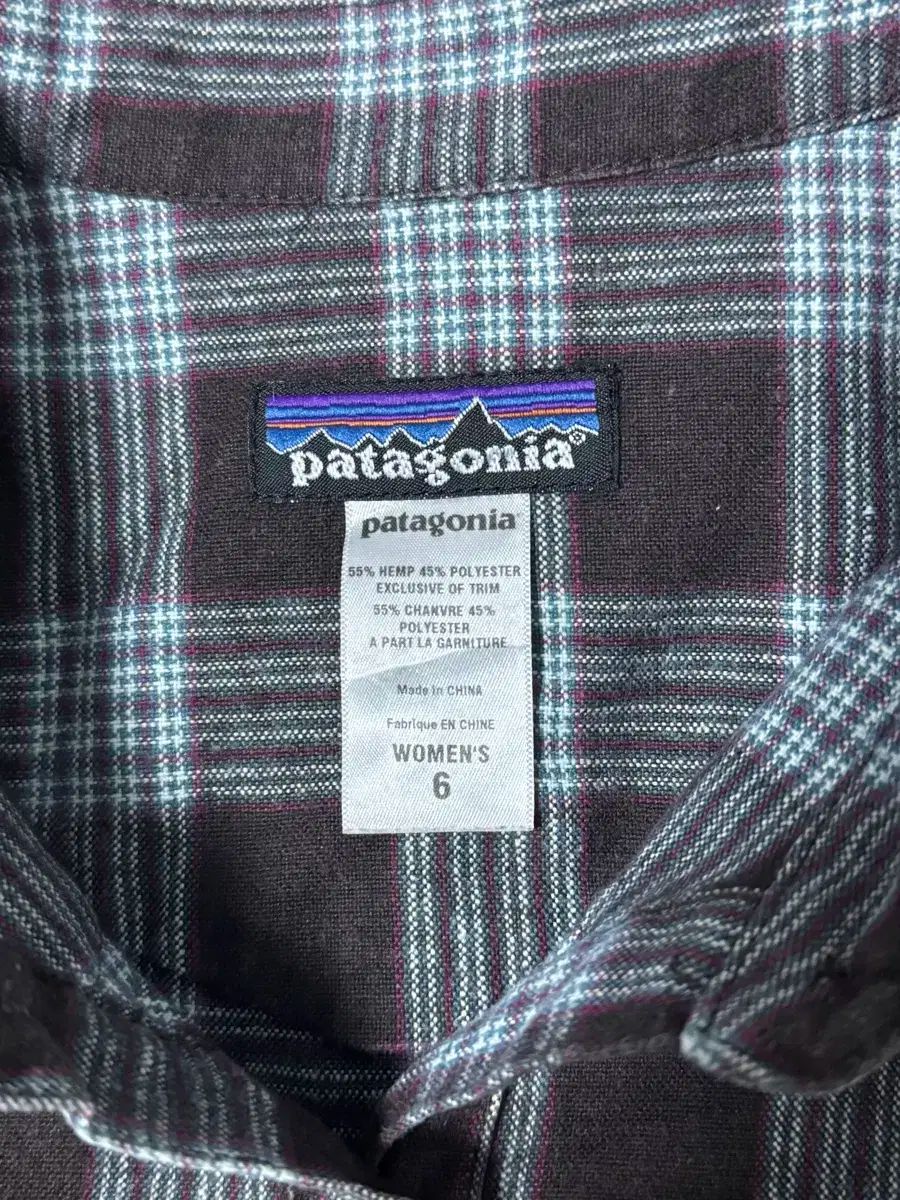 patagonia®
patagonia®
55% HEMP 45% POLYESTER
EXCLUSIVE OF TRIM
55% CHANVRE 45%
POLYESTER
A PART LA GARNITURE
Made in CHINA
Fabrique EN CHINE
WOMEN'S
6